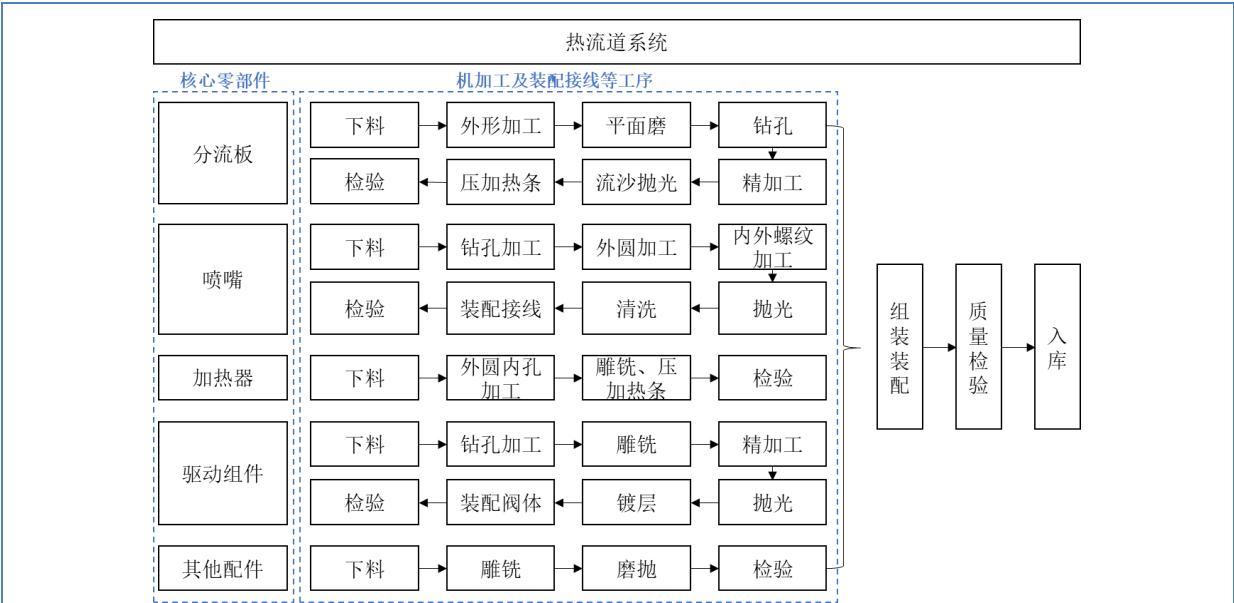 热流道系统
核心零部件
机加工及装配接线等工序
分流板
下料
外形加工
平面磨
钻孔
检验
压加热条
流沙抛光
精加工
喷嘴
下料
钻孔加工
外圆加工
内外螺纹
加工
检验
装配接线
清洗
抛光
加热器
下料
外圆内孔
加工
雕铣、压
加热条
检验
驱动组件
下料
钻孔加工
雕铣
精加工
检验
装配阀体
镀层
抛光
其他配件
下料
雕铣
磨抛
检验
组装装配
质量检验
入库